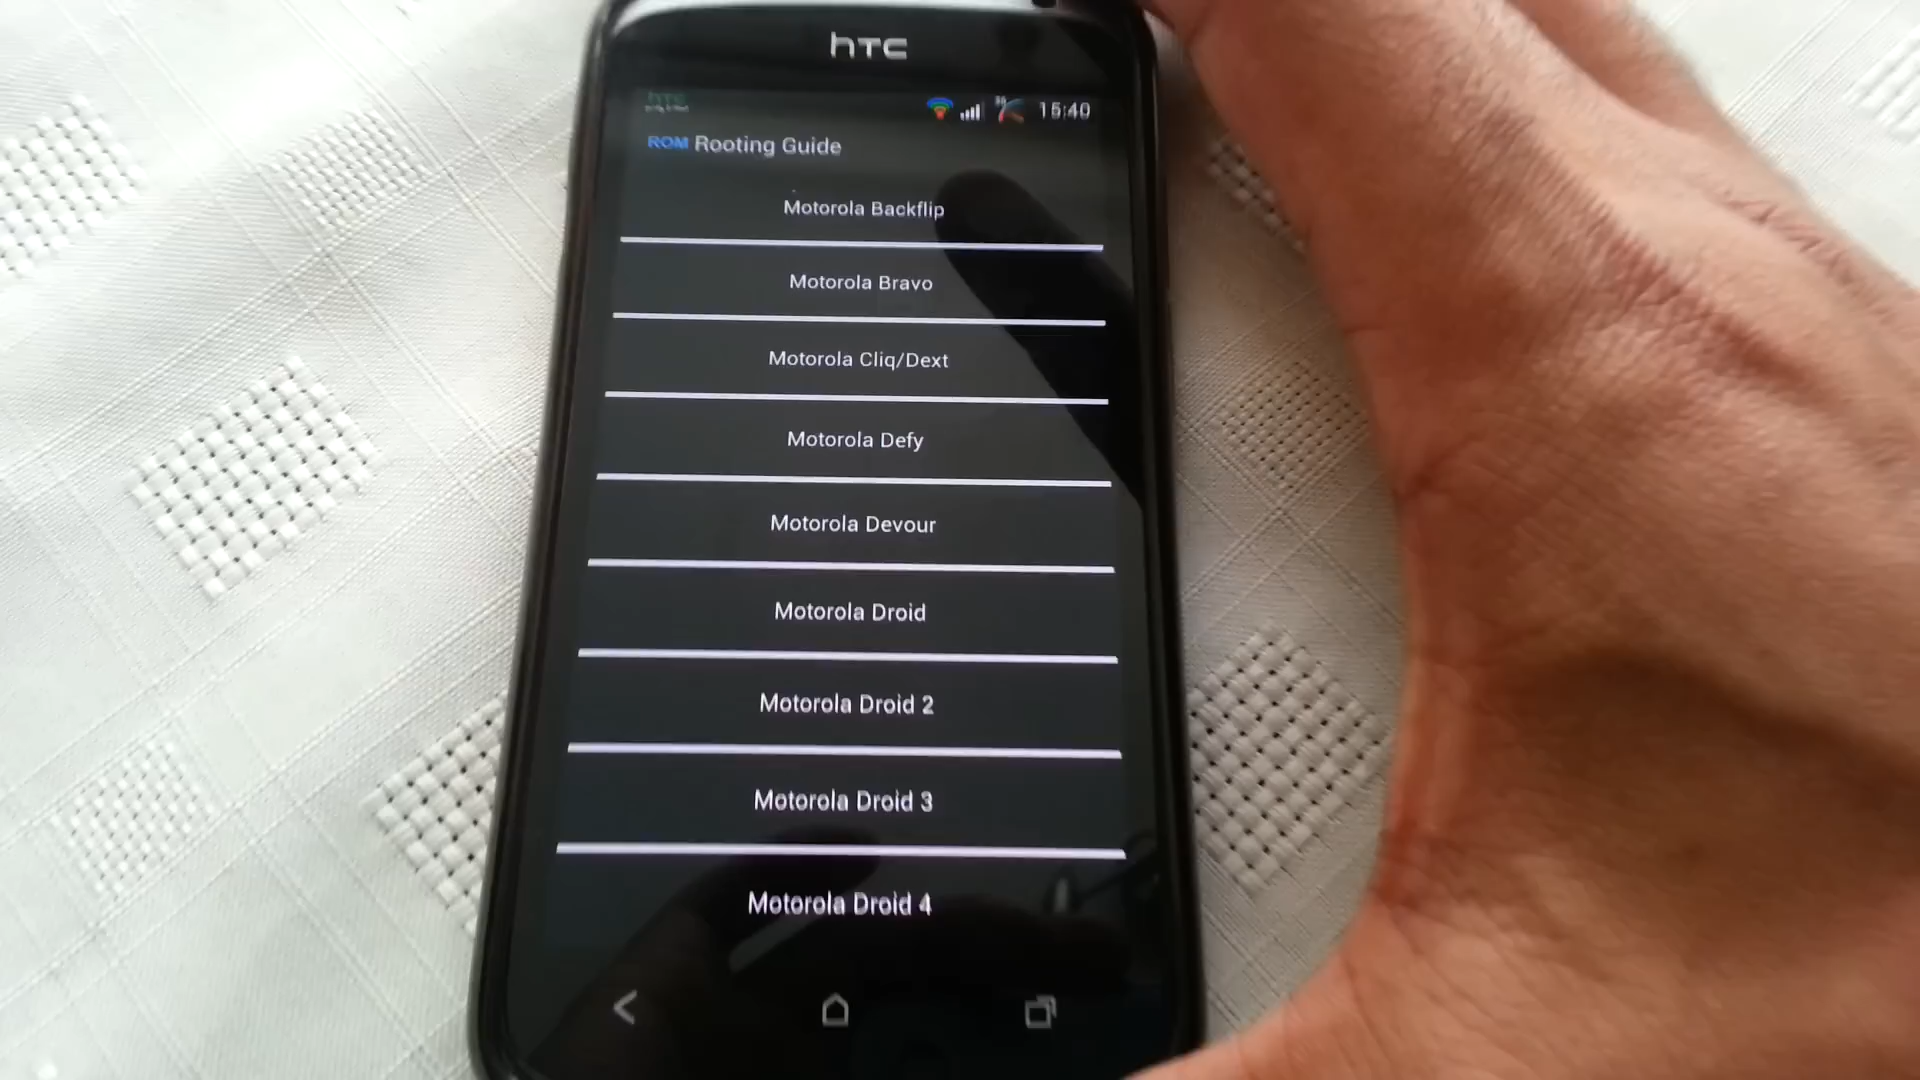 hTC
15:40
ROM Rooting Guide
Motorola Backflip
Motorola Bravo
Motorola Cliq/Dext
Motorola Defy
Motorola Devour
Motorola Droid
Motorola Droid 2
Motorola Droid 3
Motorola Droid 4